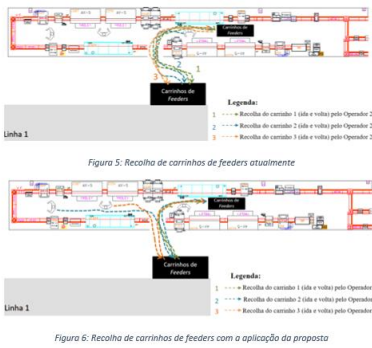 Carrinhos de
Feeders
1
2
3
Carrinhos de
Feeders
Legenda:
1 Recolha do carrinho 1 (ida e volta) pelo Operador 2
2 Recolha do carrinho 2 (ida e volta) pelo Operador 2
3 Recolha do carrinho 3 (ida e volta) pelo Operador 2
Linha 1
Figura 5: Recolha de carrinhos de feeders atualmente
Carrinhos de
Feeders
Carrinhos de
Feeders
Legenda:
1 Recolha do carrinho 1 (ida e volta) pelo Operador
2 Recolha do carrinho 2 (ida e volta) pelo Operador
3 Recolha do carrinho 3 (ida e volta) pelo Operador
Linha 1
Figura 6: Recolha de carrinhos de feeders com a aplicação da proposta